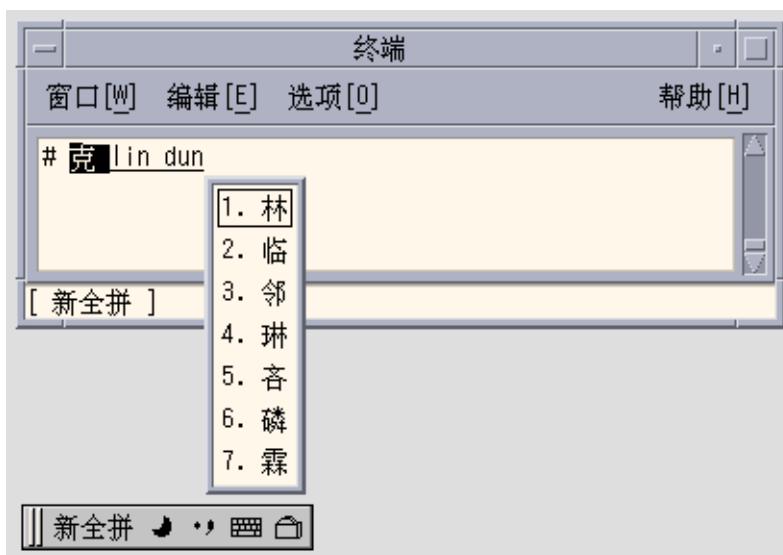 终端
窗口[W] 编辑[E] 选项[O] 帮助[H]
# 克 lin dun
1. 林
2. 临
3. 邻
4. 琳
5. 吝
6. 磷
7. 霖
[ 新全拼 ]
新全拼